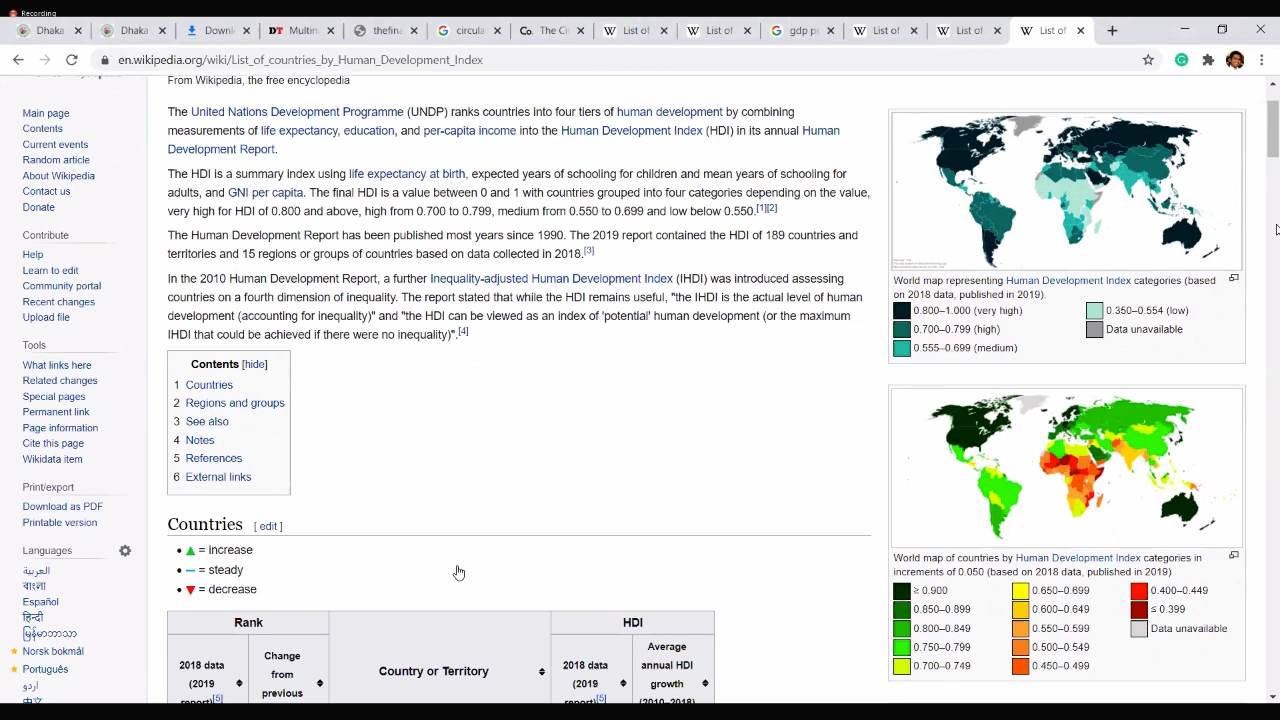 Recording
Dhaka
Dhaka
Downl
DT Multin
thefina
circula
Co. The Ci
List of
List of
gdp p
List of
List of
List of
en.wikipedia.org/wiki/List_of_countries_by_Human_Development_Index
From Wikipedia, the free encyclopedia
Main page
Contents
Current events
Random article
About Wikipedia
Contact us
Donate
Contribute
Help
Learn to edit
Community portal
Recent changes
Upload file
Tools
What links here
Related changes
Special pages
Permanent link
Page information
Cite this page
Wikidata item
Print/export
Download as PDF
Printable version
Languages
العربية
বাংলা
Español
हिन्दी
မြန်မာဘာသာ
Norsk bokmål
Português
اردو
中文
The United Nations Development Programme (UNDP) ranks countries into four tiers of human development by combining
measurements of life expectancy, education, and per-capita income into the Human Development Index (HDI) in its annual Human
Development Report.
The HDI is a summary index using life expectancy at birth, expected years of schooling for children and mean years of schooling for
adults, and GNI per capita. The final HDI is a value between 0 and 1 with countries grouped into four categories depending on the value,
very high for HDI of 0.800 and above, high from 0.700 to 0.799, medium from 0.550 to 0.699 and low below 0.550.[1][2]
The Human Development Report has been published most years since 1990. The 2019 report contained the HDI of 189 countries and
territories and 15 regions or groups of countries based on data collected in 2018.[3]
In the 2010 Human Development Report, a further Inequality-adjusted Human Development Index (IHDI) was introduced assessing
countries on a fourth dimension of inequality. The report stated that while the HDI remains useful, "the IHDI is the actual level of human
development (accounting for inequality)" and "the HDI can be viewed as an index of 'potential' human development (or the maximum
IHDI that could be achieved if there were no inequality)".[4]
Contents [hide]
1 Countries
2 Regions and groups
3 See also
4 Notes
5 References
6 External links
Countries [ edit ]
= increase
= steady
= decrease
Rank
HDI
2018 data
(2019
report)[5]
Change
from
previous
Country or Territory
2018 data
(2019
report)[5]
Average
annual HDI
growth
(2010–2018)
World map representing Human Development Index categories (based
on 2018 data, published in 2019).
0.800–1.000 (very high)
0.700–0.799 (high)
0.555–0.699 (medium)
0.350–0.554 (low)
Data unavailable
World map of countries by Human Development Index categories in
increments of 0.050 (based on 2018 data, published in 2019)
≥ 0.900
0.850–0.899
0.800–0.849
0.750–0.799
0.700–0.749
0.650–0.699
0.600–0.649
0.550–0.599
0.500–0.549
0.450–0.499
0.400–0.449
≤ 0.399
Data unavailable